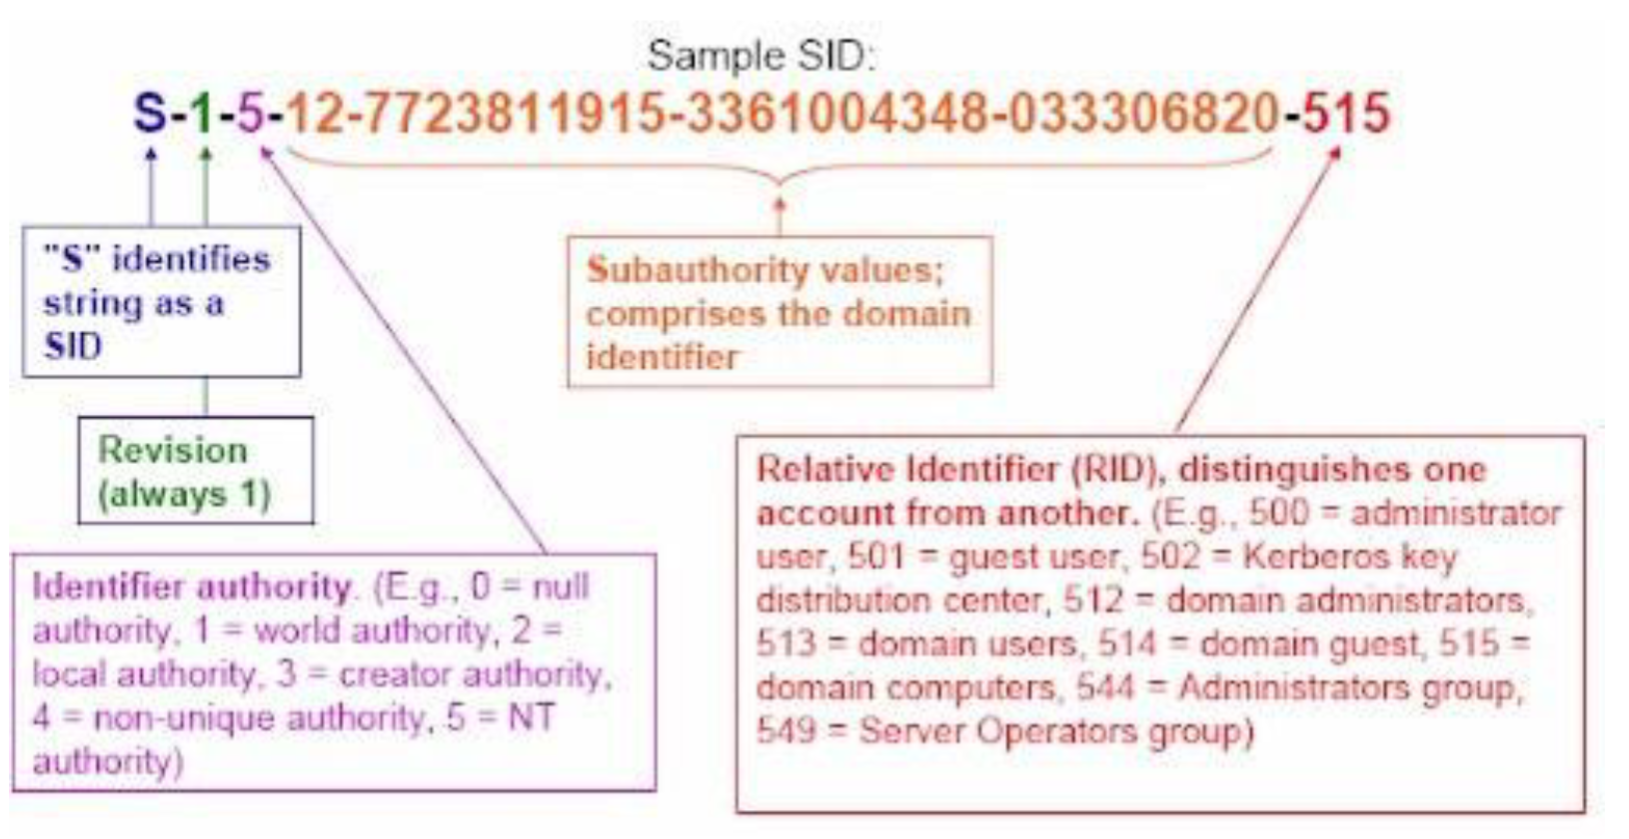 Sample SID:
S-1-5-12-7723811915-3361004348-033306820-515
"S" identifies
string as a
SID
Revision
(always 1)
Subauthority values;
comprises the domain
identifier
Identifier authority. (E.g., 0 = null
authority, 1 = world authority, 2 =
local authority, 3 = creator authority,
4 = non-unique authority, 5 = NT
authority)
Relative Identifier (RID), distinguishes one
account from another. (E.g., 500 = administrator
user, 501 = guest user, 502 = Kerberos key
distribution center, 512 = domain administrators,
513 = domain users, 514 = domain guest, 515 =
domain computers, 544 = Administrators group,
549 = Server Operators group)